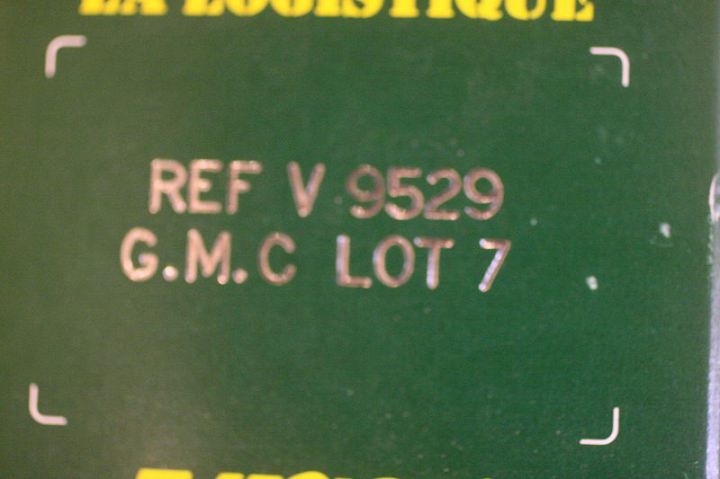 LA LOGISTIQUE
REF V 9529
G.M.C LOT 7